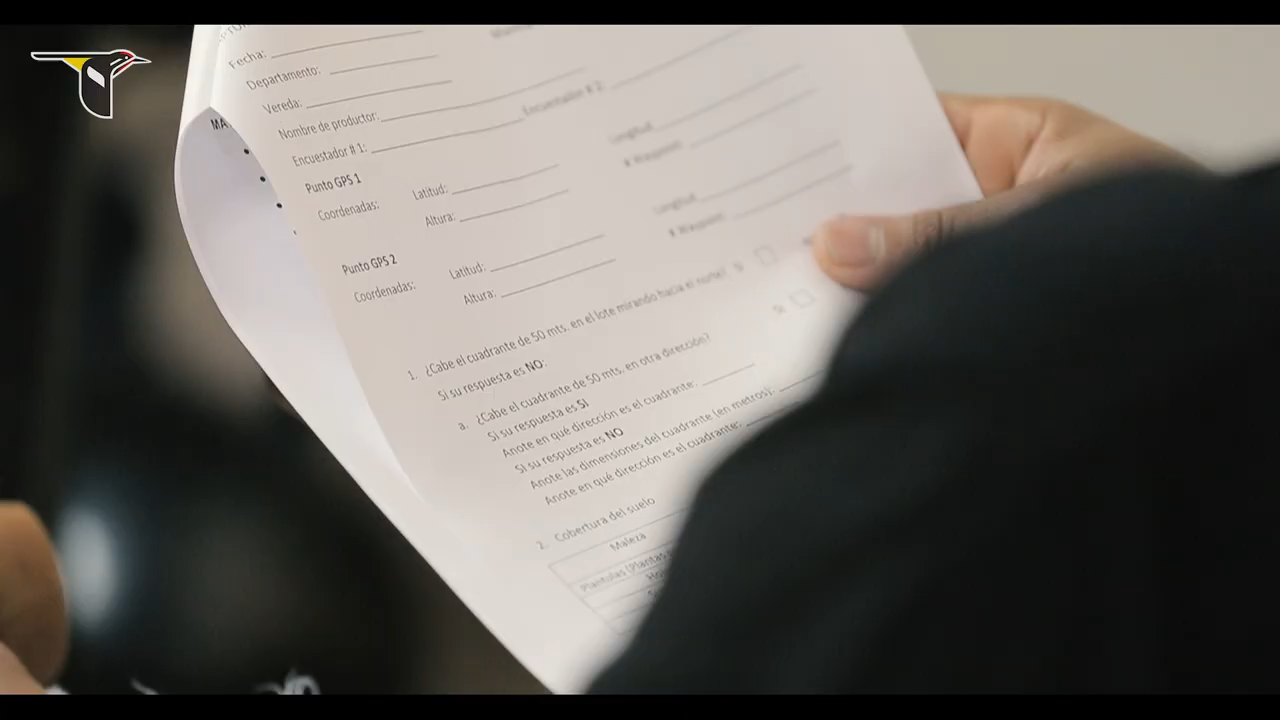 Fecha:
Departamento:
Vereda:
Nombre de productor:
Encuestador # 1: Encuestador # 2:
Punto GPS 1
Coordenadas: Latitud: Longitud
Altura: # Waypoint:
Punto GPS 2
Coordenadas: Latitud: Longitud
Altura: # Waypoint:
1. ¿Cabe el cuadrante de 50 mts. en el lote mirando hacia el norte? Si
Si su respuesta es NO:
a. ¿Cabe el cuadrante de 50 mts. en otra dirección? Si
Si su respuesta es SI
Anote en qué dirección es el cuadrante:
Si su respuesta es NO
Anote las dimensiones del cuadrante (en metros):
Anote en qué dirección es el cuadrante:
2. Cobertura del suelo
Maleza
Plantulas (Plantas